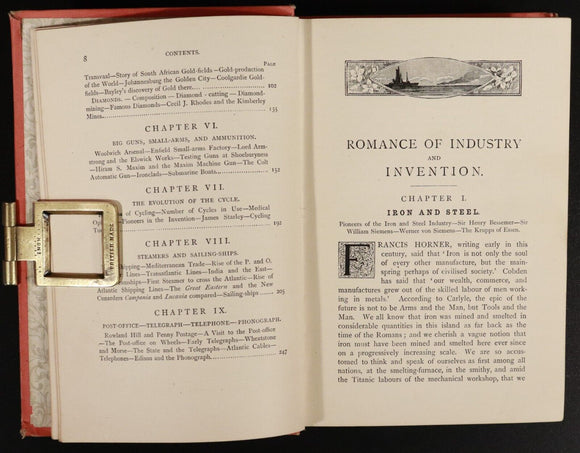 8 CONTENTS.
PAGE
Transvaal—Story of South African Gold-fields—Gold-production
of the World—Johannesburg the Golden City—Coolgardie Gold-
fields—Bayley's discovery of Gold there.... 102
DIAMONDS. — Composition — Diamond - cutting — Diamond-
mining—Famous Diamonds—Cecil J. Rhodes and the Kimberley
Mines. 135
CHAPTER VI.
BIG GUNS, SMALL-ARMS, AND AMMUNITION.
Woolwich Arsenal—Enfield Small-arms Factory—Lord Arm-
strong and the Elswick Works—Testing Guns at Shoeburyness
—Hiram S. Maxim and the Maxim Machine Gun—The Colt
Automatic Gun—Ironclads—Submarine Boats. 152
CHAPTER VII.
THE EVOLUTION OF THE CYCLE.
of Cycling—Number of Cycles in Use—Medical
Pioneers in the Invention—James Starley—Cycling
192
CHAPTER VIII.
STEAMERS AND SAILING-SHIPS.
Shipping—Mediterranean Trade—Rise of the P. and O.
Lines—Transatlantic Lines—India and the East—
First Steamer to cross the Atlantic—Rise of
Atlantic Shipping Lines—The Great Eastern and the New
Cunarders Campania and Lucania compared—Sailing-ships 205
CHAPTER IX.
POST-OFFICE—TELEGRAPH—TELEPHONE—PHONOGRAPH.
Rowland Hill and Penny Postage—A Visit to the Post-office
—The Post-office on Wheels—Early Telegraphs—Wheatstone
and Morse—The State and the Telegraphs—Atlantic Cables—
Telephones—Edison and the Phonograph. 247
BRITISH MADE
ROMANCE OF INDUSTRY
AND
INVENTION.
CHAPTER I.
IRON AND STEEL.
Pioneers of the Iron and Steel Industry—Sir Henry Bessemer—Sir
William Siemens—Werner von Siemens—The Krupps of Essen.
FRANCIS HORNER, writing early in this
century, said that 'Iron is not only the soul
of every other manufacture, but the main-
spring perhaps of civilised society.' Cobden
has said that 'our wealth, commerce, and
manufactures grew out of the skilled labour of men work-
ing in metals.' According to Carlyle, the epic of the
future is not to be Arms and the Man, but Tools and the
Man. We all know that iron was mined and smelted in
considerable quantities in this island as far back as the
time of the Romans; and we cherish a vague notion that
iron must have been mined and smelted here ever since
on a progressively increasing scale. We are so accus-
tomed to think and speak of ourselves as first among all
nations, at the smelting-furnace, in the smithy, and amid
the Titanic labours of the mechanical workshop, that we